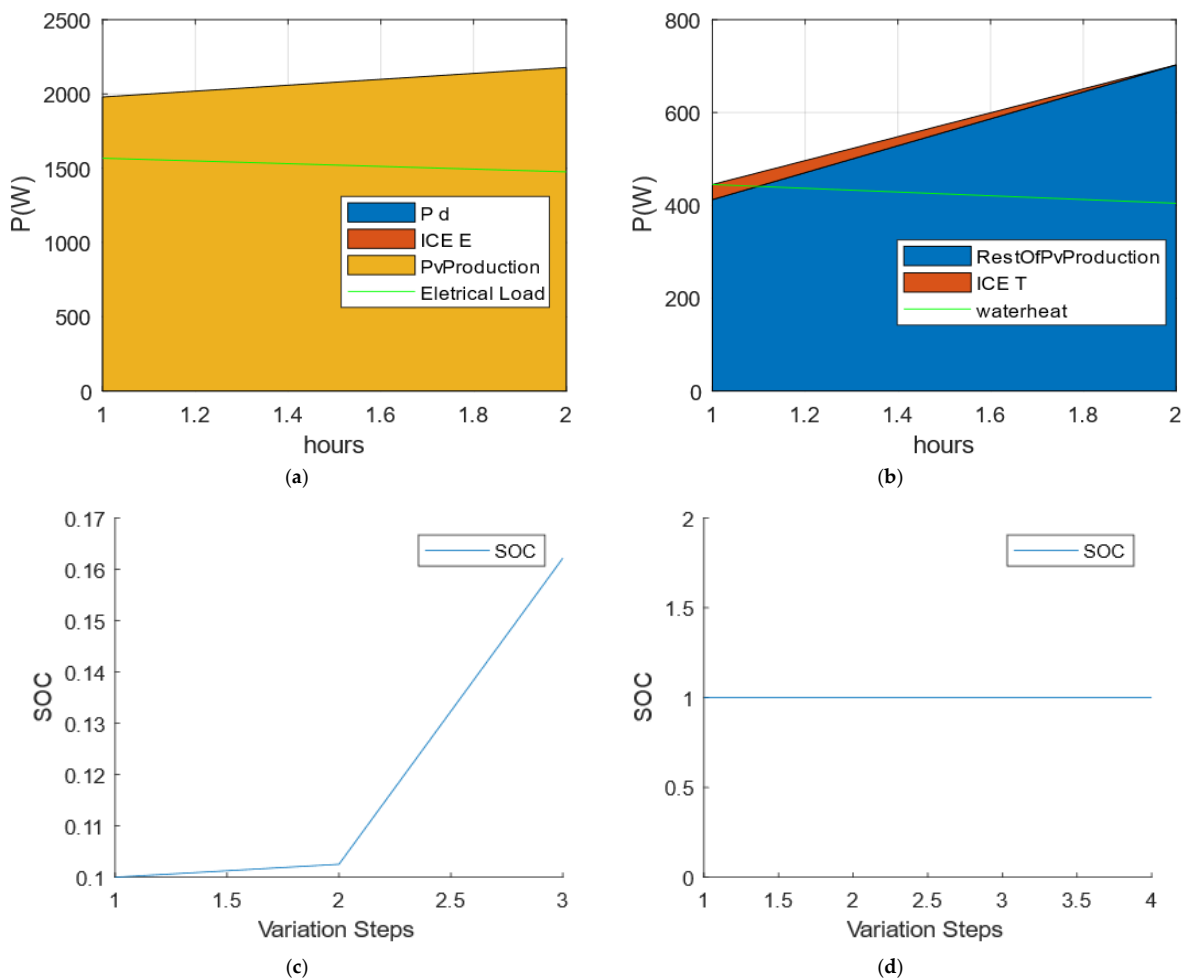 2500
2000
1500
1000
500
0
P(W)
1 1.2 1.4 1.6 1.8 2
hours
P d
ICE E
PvProduction
Eletrical Load
(a)
800
600
400
200
0
P(W)
1 1.2 1.4 1.6 1.8 2
hours
RestOfPvProduction
ICE T
waterheat
(b)
0.17
0.16
0.15
0.14
0.13
0.12
0.11
0.1
SOC
1 1.5 2 2.5 3
Variation Steps
SOC
(c)
2
1.5
1
0.5
0
SOC
1 1.5 2 2.5 3 3.5 4
Variation Steps
SOC
(d)